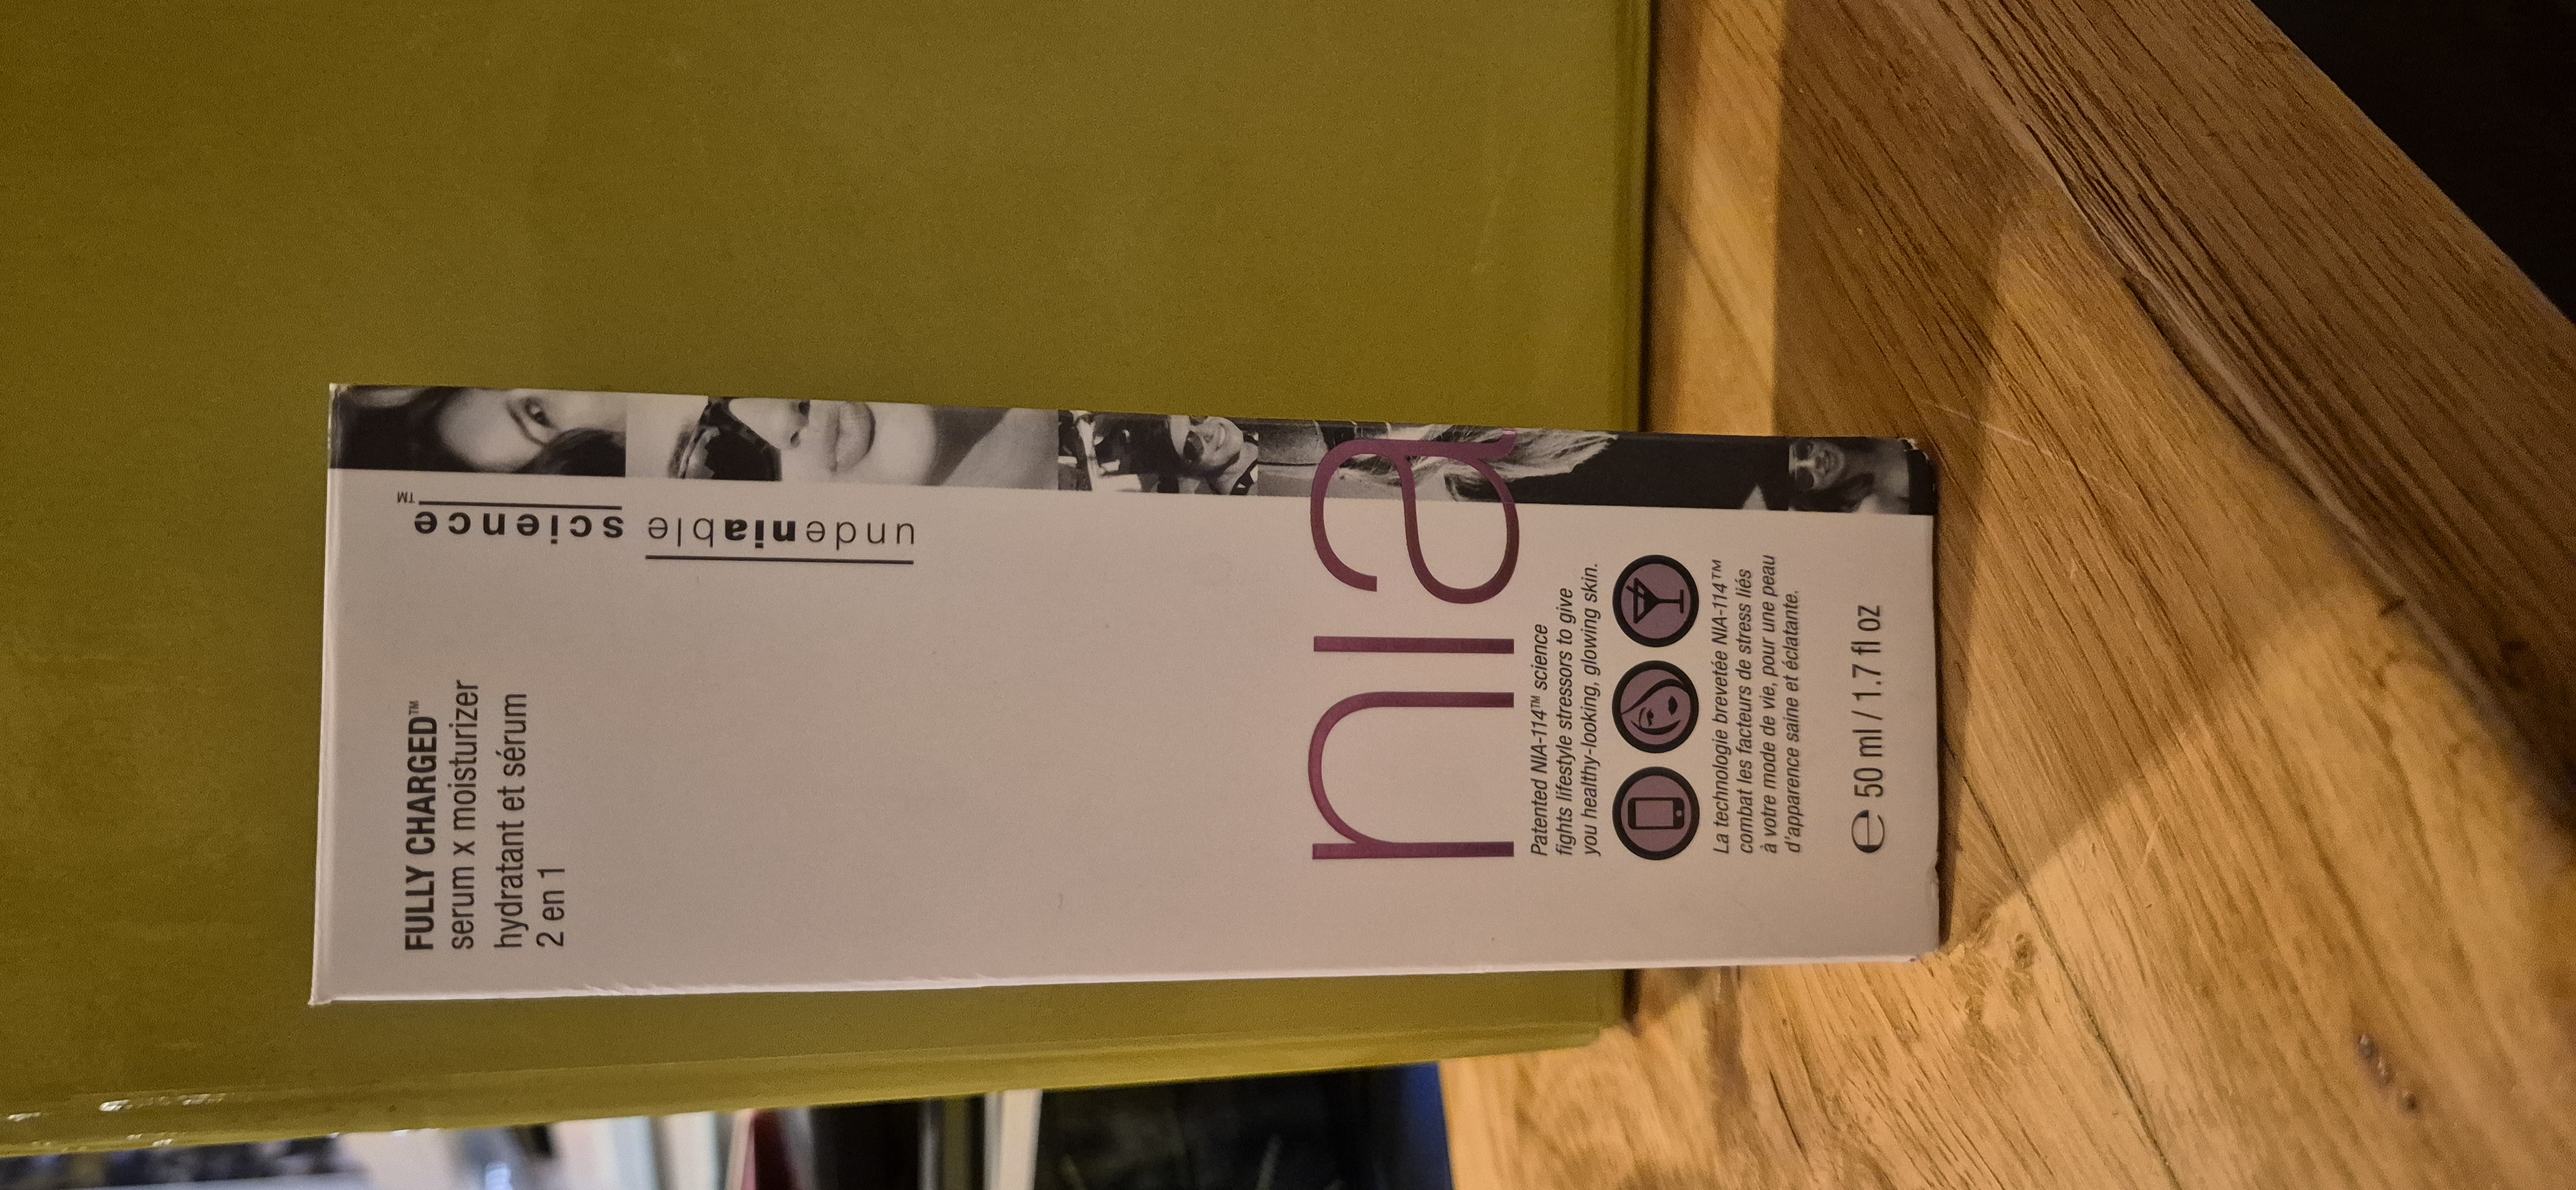 FULLY CHARGED™
serum x moisturizer
hydratant et sérum
2 en 1
undeniable
science™
nia
Patented NIA-114™ science
fights lifestyle stressors to give
you healthy-looking, glowing skin.
La technologie brevetée NIA-114™
combat les facteurs de stress liés
à votre mode de vie, pour une peau
d'apparence saine et éclatante.
℮ 50 ml / 1.7 fl oz